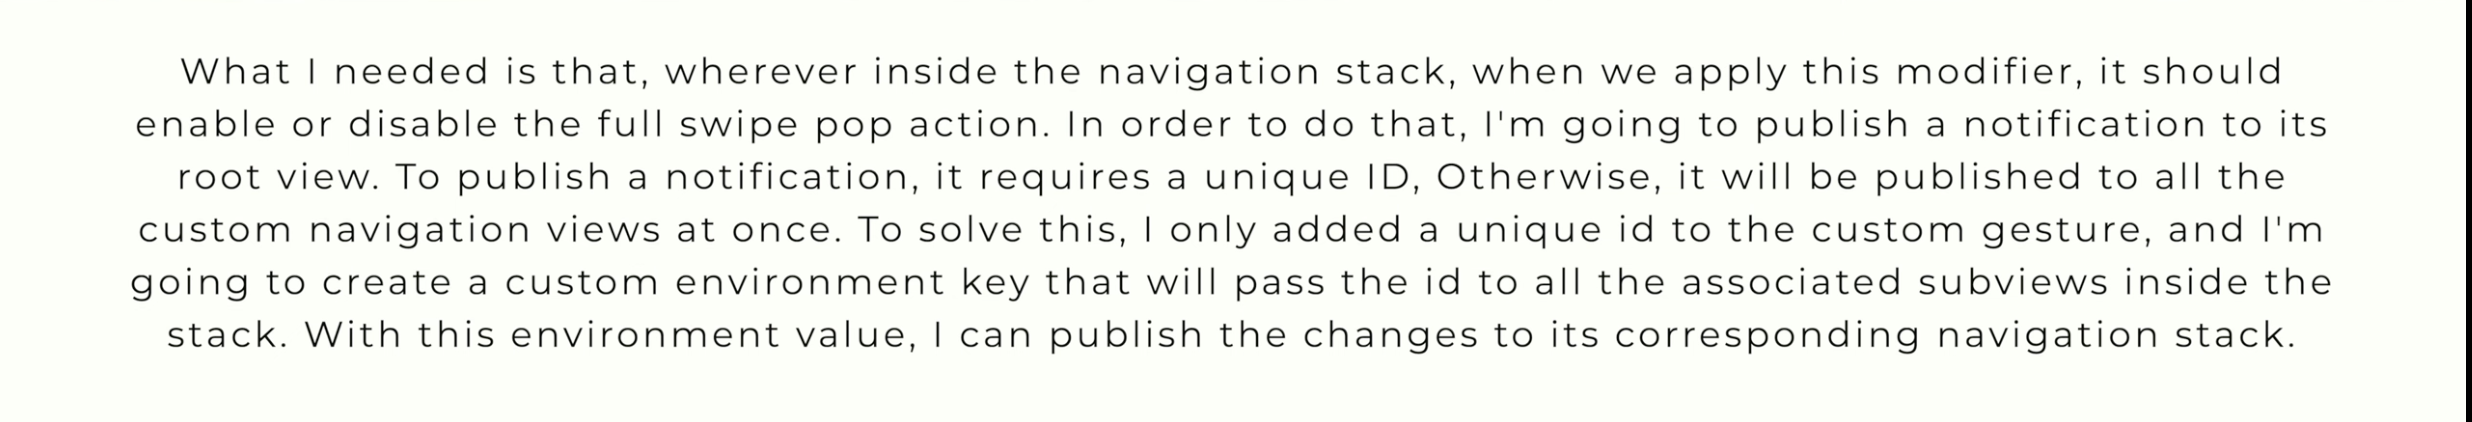 What I needed is that, wherever inside the navigation stack, when we apply this modifier, it should
enable or disable the full swipe pop action. In order to do that, I'm going to publish a notification to its
root view. To publish a notification, it requires a unique ID, Otherwise, it will be published to all the
custom navigation views at once. To solve this, I only added a unique id to the custom gesture, and I'm
going to create a custom environment key that will pass the id to all the associated subviews inside the
stack. With this environment value, I can publish the changes to its corresponding navigation stack.